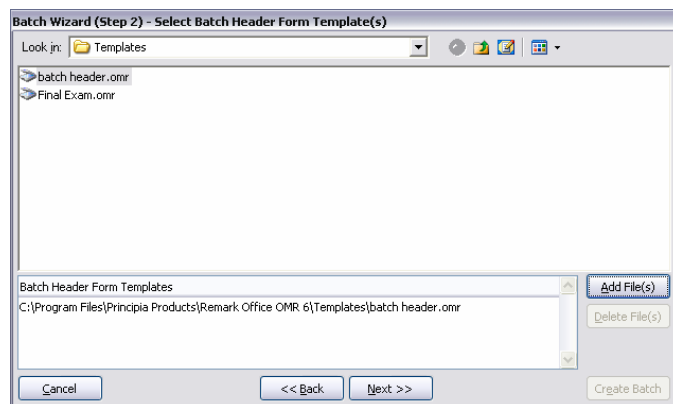 Batch Wizard (Step 2) - Select Batch Header Form Template(s)
Look in: Templates
batch header.omr
Final Exam.omr
Batch Header Form Templates
Add File(s)
C:\Program Files\Principia Products\Remark Office OMR 6\Templates\batch header.omr
Delete File(s)
Cancel << Back Next >> Create Batch